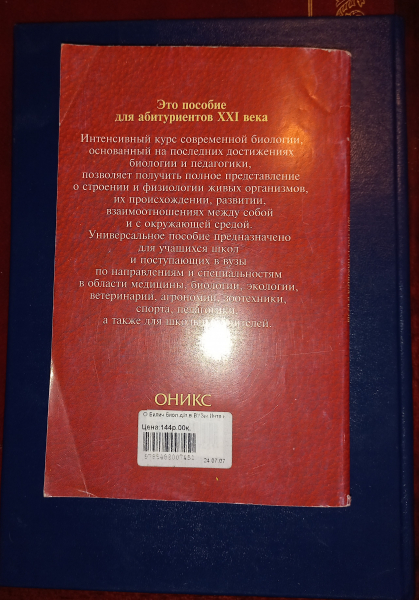 Это пособие
для абитуриентов XXI века
Интенсивный курс современной биологии,
основанный на последних достижениях
биологии и педагогики,
позволяет получить полное представление
о строении и физиологии живых организмов,
их происхождении, развитии,
взаимоотношениях между собой
и с окружающей средой.
Универсальное пособие предназначено
для учащихся школ
и поступающих в вузы
по направлениям и специальностям
в области медицины, биологии, экологии,
ветеринарии, агрономии, зоотехники,
спорта, педагогики,
а также для школьных учителей.
ОНИКС
Цена:144р.00к.
04.07.07